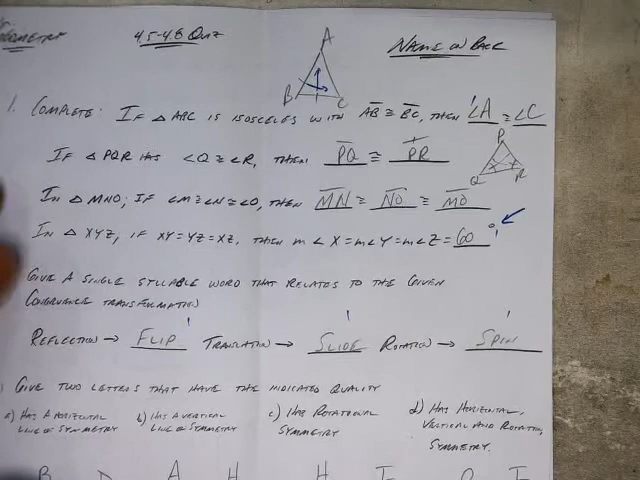 GEOMETRY 4.5-4.8 QUIZ NAME ON BACK
A
B C
1. COMPLETE: IF △ABC IS ISOSCELES WITH AB ≅ BC, THEN ∠A ≅ ∠C
IF △PQR HAS ∠Q ≅ ∠R, THEN PQ ≅ PR
P
Q R
IN △MNO, IF ∠M ≅ ∠N ≅ ∠O, THEN MN ≅ NO ≅ MO
IN △XYZ, IF XY = YZ = XZ, THEN m∠X = m∠Y = m∠Z = 60°
GIVE A SINGLE SYLLABLE WORD THAT RELATES TO THE GIVEN
CONGRUENCE TRANSFORMATION
REFLECTION → FLIP TRANSLATION → SLIDE ROTATION → SPIN
GIVE TWO LETTERS THAT HAVE THE INDICATED QUALITY
a) HAS A HORIZONTAL
LINE OF SYMMETRY
b) HAS A VERTICAL
LINE OF SYMMETRY
c) HAS ROTATIONAL
SYMMETRY
d) HAS HORIZONTAL,
VERTICAL AND ROTATION
SYMMETRY.
B D A H H I O I